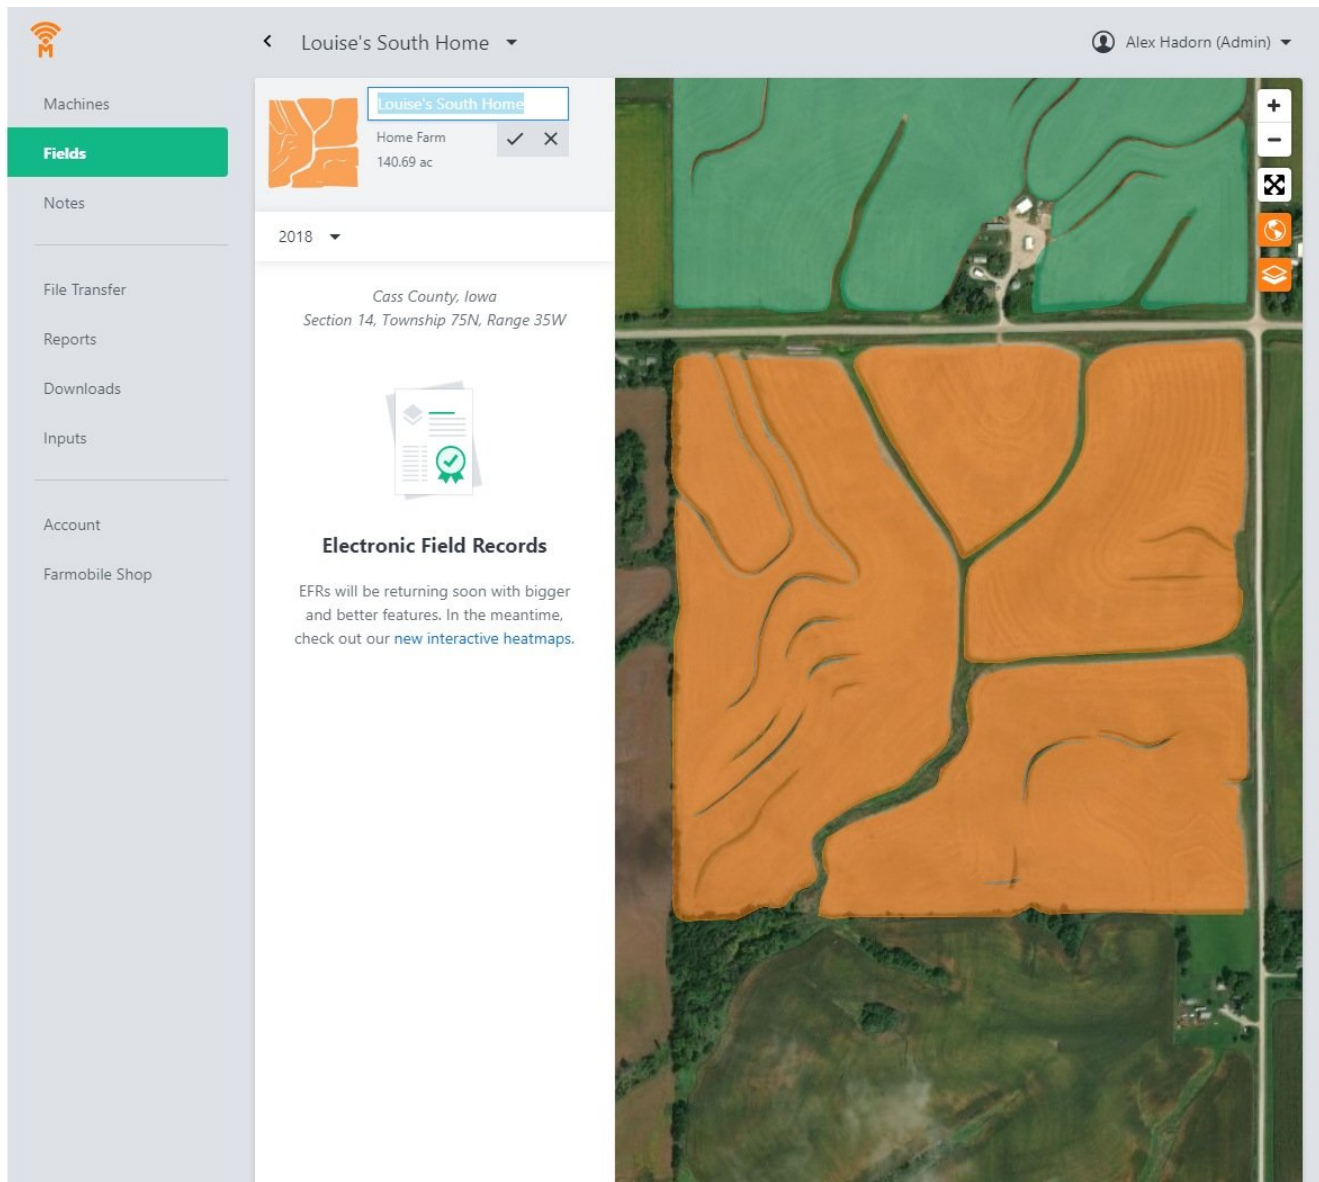 M
Louise's South Home
Alex Hadorn (Admin)
Machines
Fields
Notes
File Transfer
Reports
Downloads
Inputs
Account
Farmobile Shop
Louise's South Home
Home Farm
140.69 ac
2018
Cass County, Iowa
Section 14, Township 75N, Range 35W
Electronic Field Records
EFRs will be returning soon with bigger
and better features. In the meantime,
check out our new interactive heatmaps.